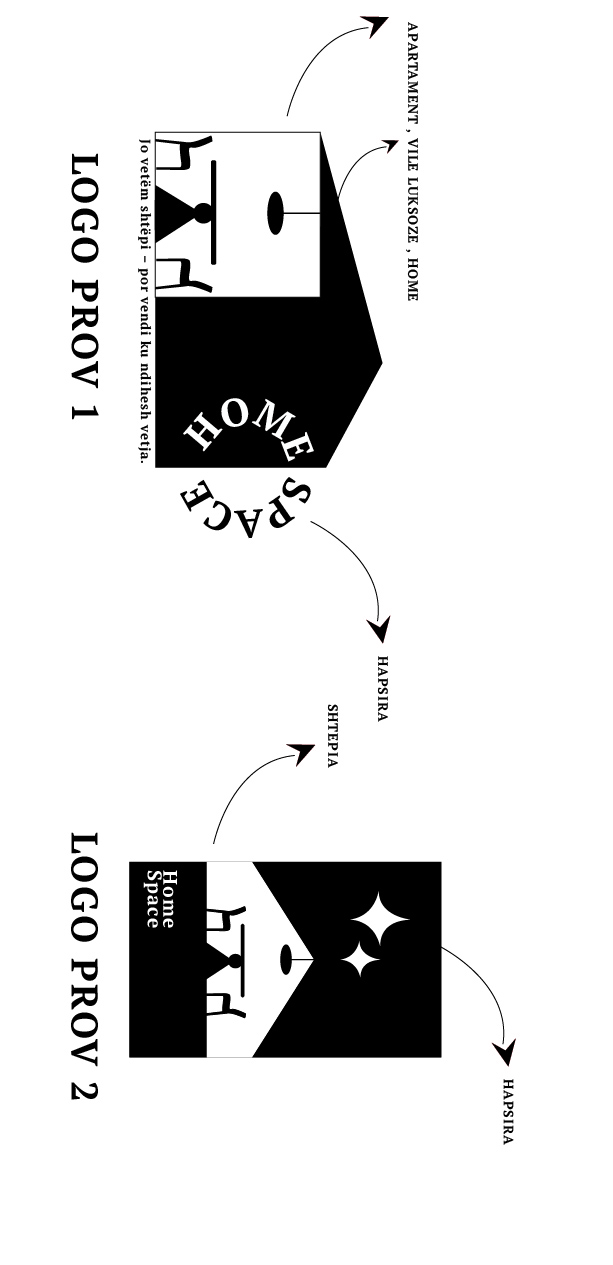 APARTAMENT , VILE LUKSOZE , HOME
HOME
SPACE
HAPSIRA
Jo vetëm shtëpi – por vendi ku ndihesh vetja.
LOGO PROV 1
HAPSIRA
SHTEPIA
Home
Space
LOGO PROV 2